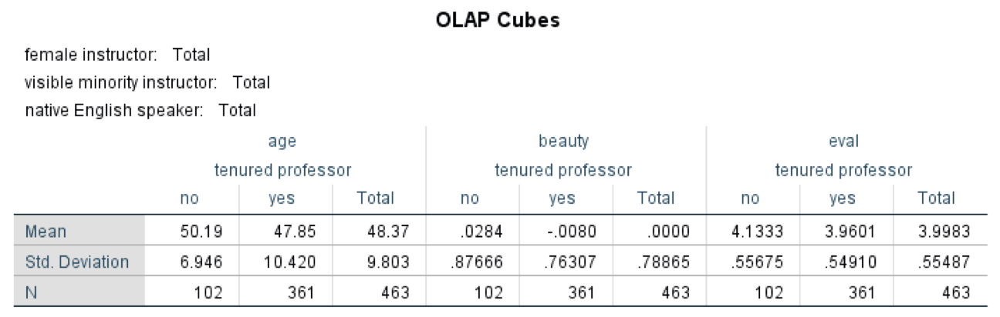 OLAP Cubes
female instructor: Total
visible minority instructor: Total
native English speaker: Total
age beauty eval
tenured professor tenured professor tenured professor
no yes Total no yes Total no yes Total
Mean 50.19 47.85 48.37 .0284 -.0080 .0000 4.1333 3.9601 3.9983
Std. Deviation 6.946 10.420 9.803 .87666 .76307 .78865 .55675 .54910 .55487
N 102 361 463 102 361 463 102 361 463